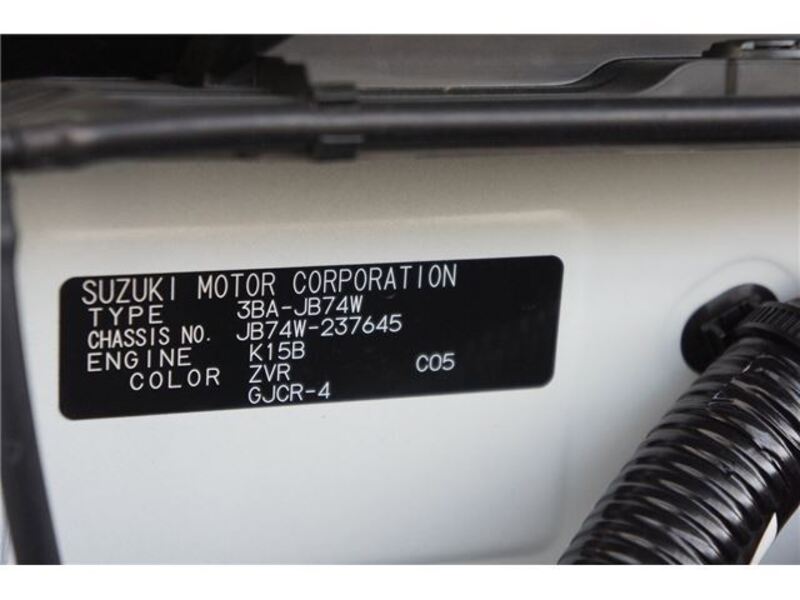 SUZUKI MOTOR CORPORATION
TYPE 3BA-JB74W
CHASSIS NO. JB74W-237645
ENGINE K15B
COLOR ZVR C05
GJCR-4